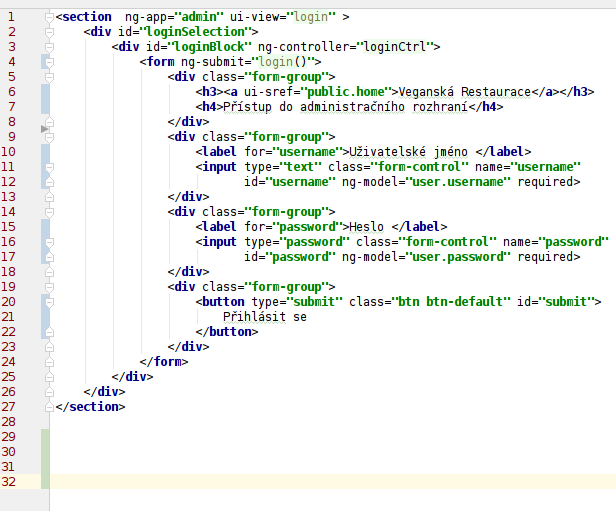 1 <section  ng-app="admin" ui-view="login" >
2     <div id="loginSelection">
3         <div id="loginBlock" ng-controller="loginCtrl">
4             <form ng-submit="login()">
5                 <div class="form-group">
6                     <h3><a ui-sref="public.home">Veganská Restaurace</a></h3>
7                     <h4>Přístup do administračního rozhraní</h4>
8                 </div>
9                 <div class="form-group">
10                     <label for="username">Uživatelské jméno </label>
11                     <input type="text" class="form-control" name="username"
12                            id="username" ng-model="user.username" required>
13                 </div>
14                 <div class="form-group">
15                     <label for="password">Heslo </label>
16                     <input type="password" class="form-control" name="password"
17                            id="password" ng-model="user.password" required>
18                 </div>
19                 <div class="form-group">
20                     <button type="submit" class="btn btn-default" id="submit">
21                         Přihlásit se
22                     </button>
23                 </div>
24             </form>
25         </div>
26     </div>
27 </section>
28
29
30
31
32